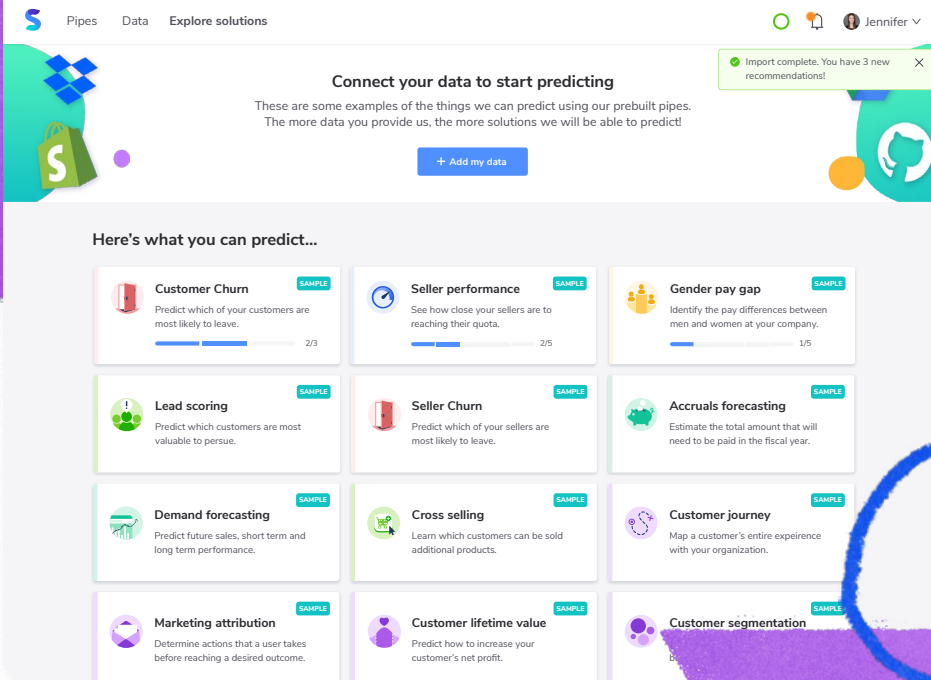 Pipes Data Explore solutions Jennifer
Import complete. You have 3 new
recommendations!
Connect your data to start predicting
These are some examples of the things we can predict using our prebuilt pipes.
The more data you provide us, the more solutions we will be able to predict!
+ Add my data
Here's what you can predict...
SAMPLE
Customer Churn
Predict which of your customers are
most likely to leave.
2/3
SAMPLE
Seller performance
See how close your sellers are to
reaching their quota.
2/5
SAMPLE
Gender pay gap
Identify the pay differences between
men and women at your company.
1/5
SAMPLE
Lead scoring
Predict which customers are most
valuable to persue.
SAMPLE
Seller Churn
Predict which of your sellers are
most likely to leave.
SAMPLE
Accruals forecasting
Estimate the total amount that will
need to be paid in the fiscal year.
SAMPLE
Demand forecasting
Predict future sales, short term and
long term performance.
SAMPLE
Cross selling
Learn which customers can be sold
additional products.
SAMPLE
Customer journey
Map a customer's entire expeirence
with your organization.
SAMPLE
Marketing attribution
Determine actions that a user takes
before reaching a desired outcome.
SAMPLE
Customer lifetime value
Predict how to increase your
customer's net profit.
SAMPLE
Customer segmentation